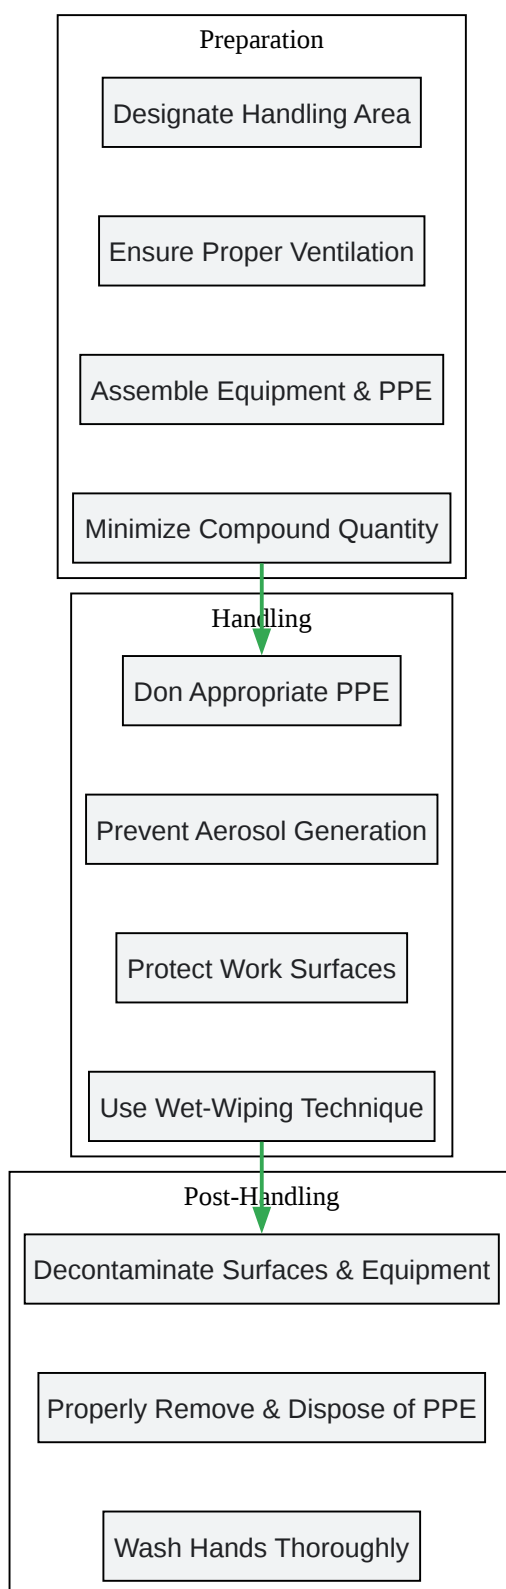 Preparation
Designate Handling Area
Ensure Proper Ventilation
Assemble Equipment & PPE
Minimize Compound Quantity
Handling
Don Appropriate PPE
Prevent Aerosol Generation
Protect Work Surfaces
Use Wet-Wiping Technique
Post-Handling
Decontaminate Surfaces & Equipment
Properly Remove & Dispose of PPE
Wash Hands Thoroughly